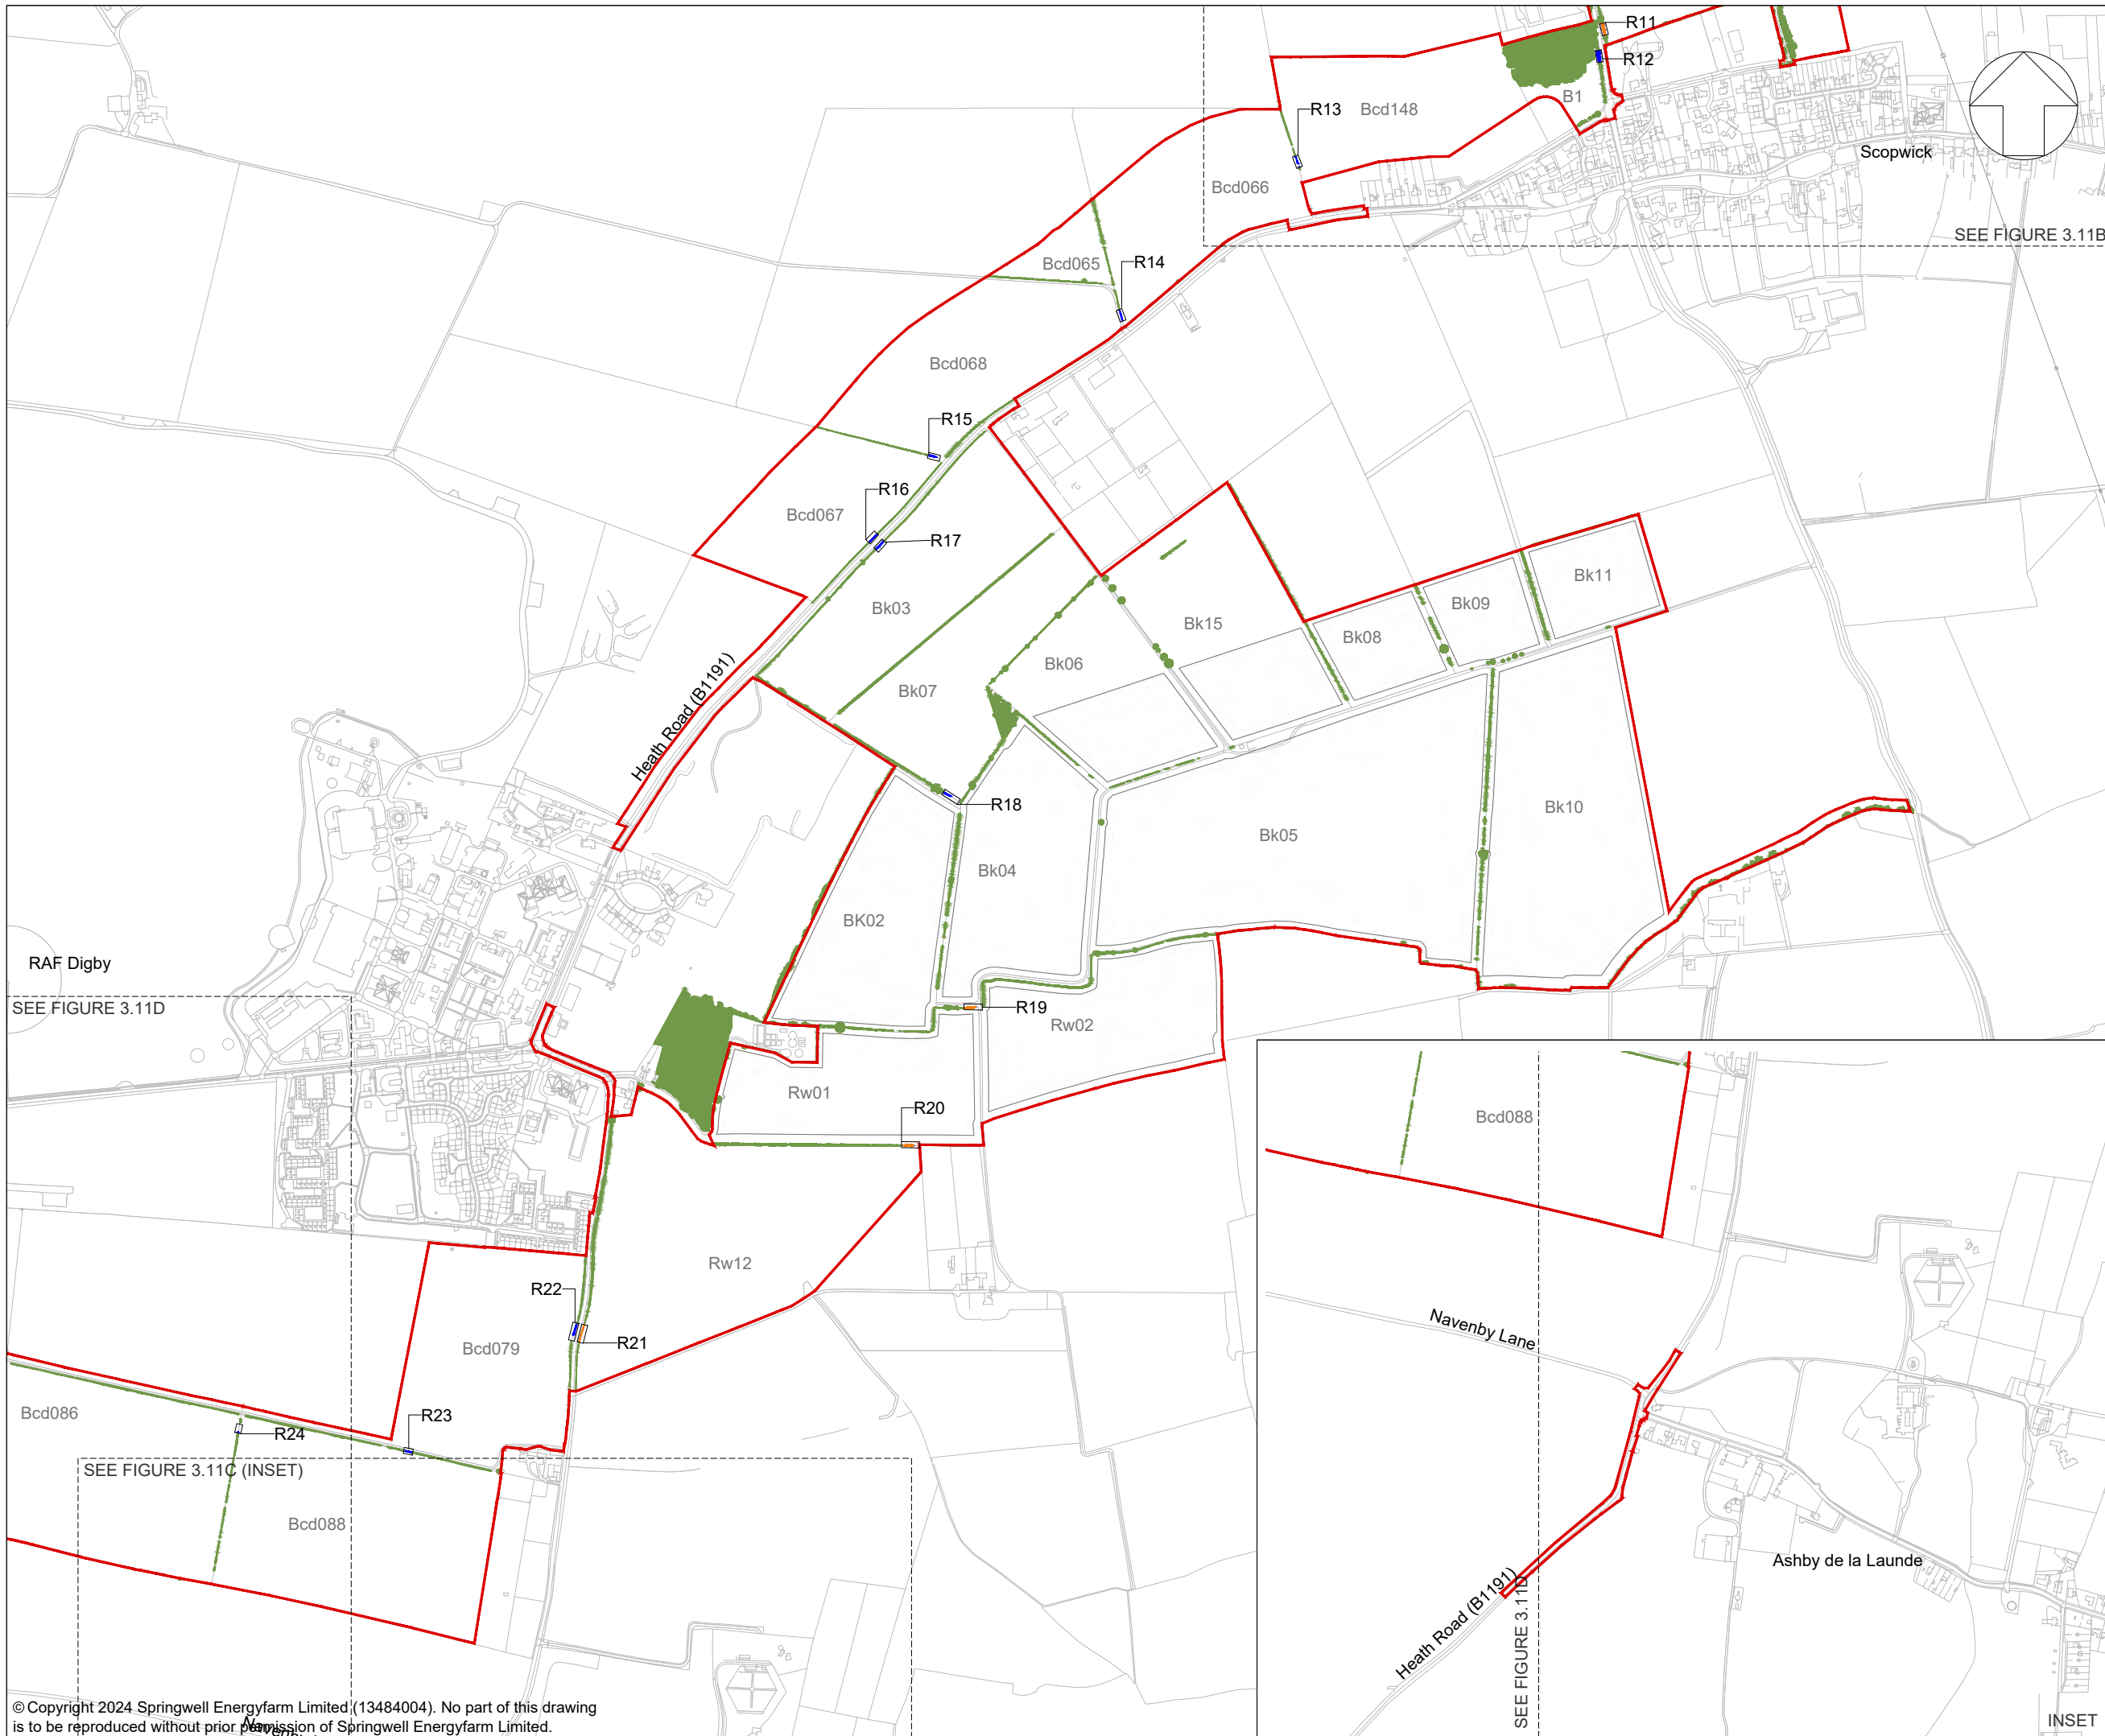 R11
R12
B1
Bcd148
R13
Scopwick
Bcd066
SEE FIGURE 3.11B
Bcd065
R14
Bcd068
R15
R16
Bcd067
R17
Bk03
Bk11
Bk09
Bk08
Bk15
Bk06
Bk07
Heath Road (B1191)
R18
Bk10
Bk05
Bk04
BK02
RAF Digby
SEE FIGURE 3.11D
R19
Rw02
Rw01
R20
Rw12
R22
R21
Bcd079
Bcd086
R23
R24
SEE FIGURE 3.11C (INSET)
Bcd088
© Copyright 2024 Springwell Energyfarm Limited (13484004). No part of this drawing
is to be reproduced without prior permission of Springwell Energyfarm Limited.
Bcd088
Navenby Lane
Ashby de la Launde
Heath Road (B1191)
SEE FIGURE 3.11D
INSET